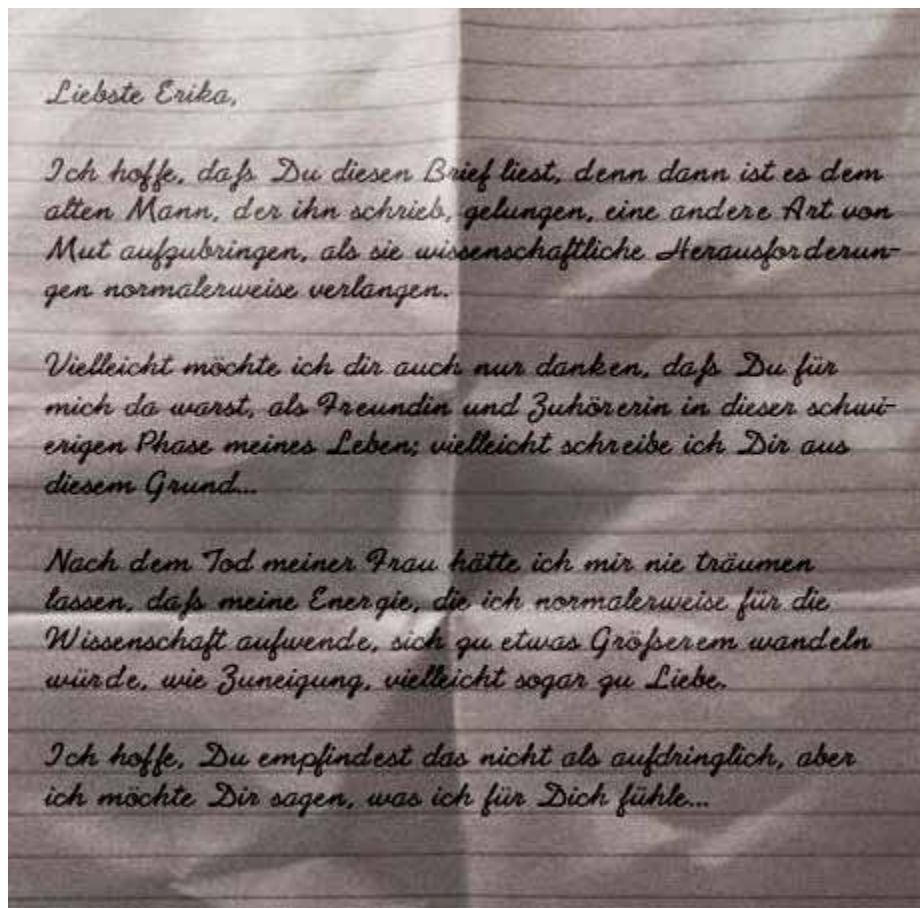 Liebste Erika,
Ich hoffe, daß Du diesen Brief liest, denn dann ist es dem
alten Mann, der ihn schrieb, gelungen, eine andere Art von
Mut aufzubringen, als sie wissenschaftliche Herausforderun-
gen normalerweise verlangen.
Vielleicht möchte ich dir auch nur danken, daß Du für
mich da warst, als Freundin und Zuhörerin in dieser schwi-
erigen Phase meines Leben; vielleicht schreibe ich Dir aus
diesem Grund...
Nach dem Tod meiner Frau hätte ich mir nie träumen
lassen, daß meine Energie, die ich normalerweise für die
Wissenschaft aufwende, sich zu etwas Größerem wandeln
würde, wie Zuneigung, vielleicht sogar zu Liebe.
Ich hoffe, Du empfindest das nicht als aufdringlich, aber
ich möchte Dir sagen, was ich für Dich fühle...